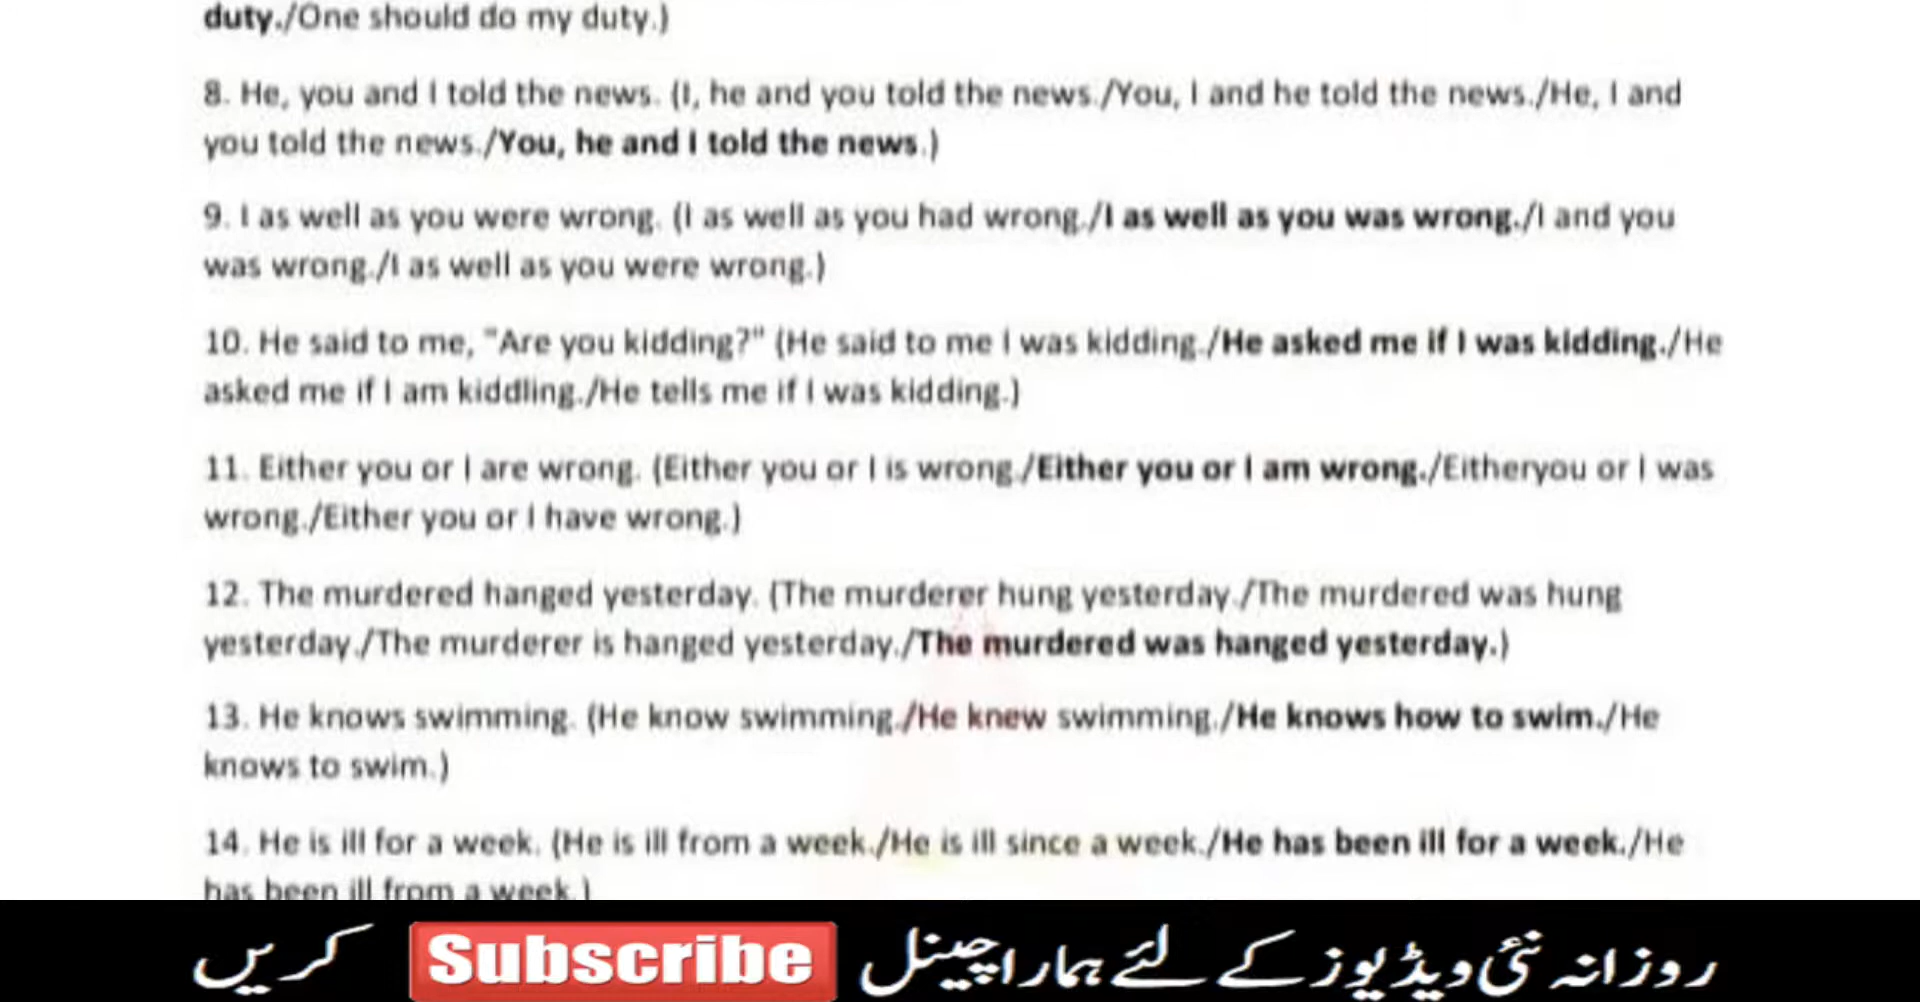 duty./One should do my duty.)
8. He, you and I told the news. (I, he and you told the news./You, I and he told the news./He, I and
you told the news./You, he and I told the news.)
9. I as well as you were wrong. (I as well as you had wrong./I as well as you was wrong./I and you
was wrong./I as well as you were wrong.)
10. He said to me, "Are you kidding?" (He said to me I was kidding./He asked me if I was kidding./He
asked me if I am kiddling./He tells me if I was kidding.)
11. Either you or I are wrong. (Either you or I is wrong./Either you or I am wrong./Eitheryou or I was
wrong./Either you or I have wrong.)
12. The murdered hanged yesterday. (The murderer hung yesterday./The murdered was hung
yesterday./The murderer is hanged yesterday./The murdered was hanged yesterday.)
13. He knows swimming. (He know swimming./He knew swimming./He knows how to swim./He
knows to swim.)
14. He is ill for a week. (He is ill from a week./He is ill since a week./He has been ill for a week./He
has been ill from a week.)
روزانہ نئی ویڈیوز کے لئے ہمارا چینل Subscribe کریں